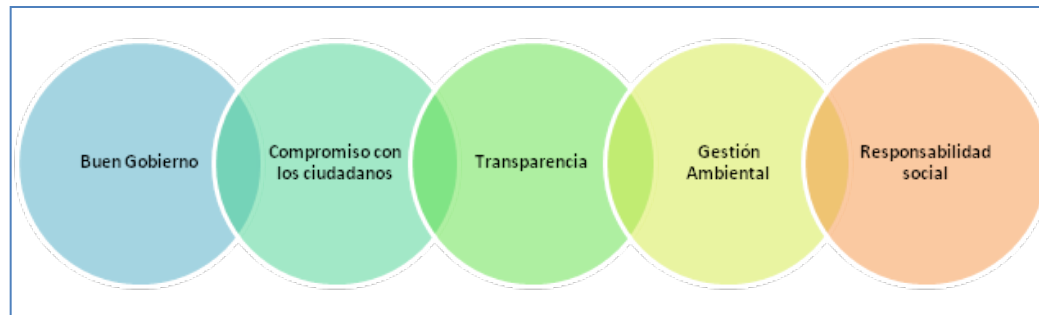 Buen Gobierno
Compromiso con
los ciudadanos
Transparencia
Gestión
Ambiental
Responsabilidad
social